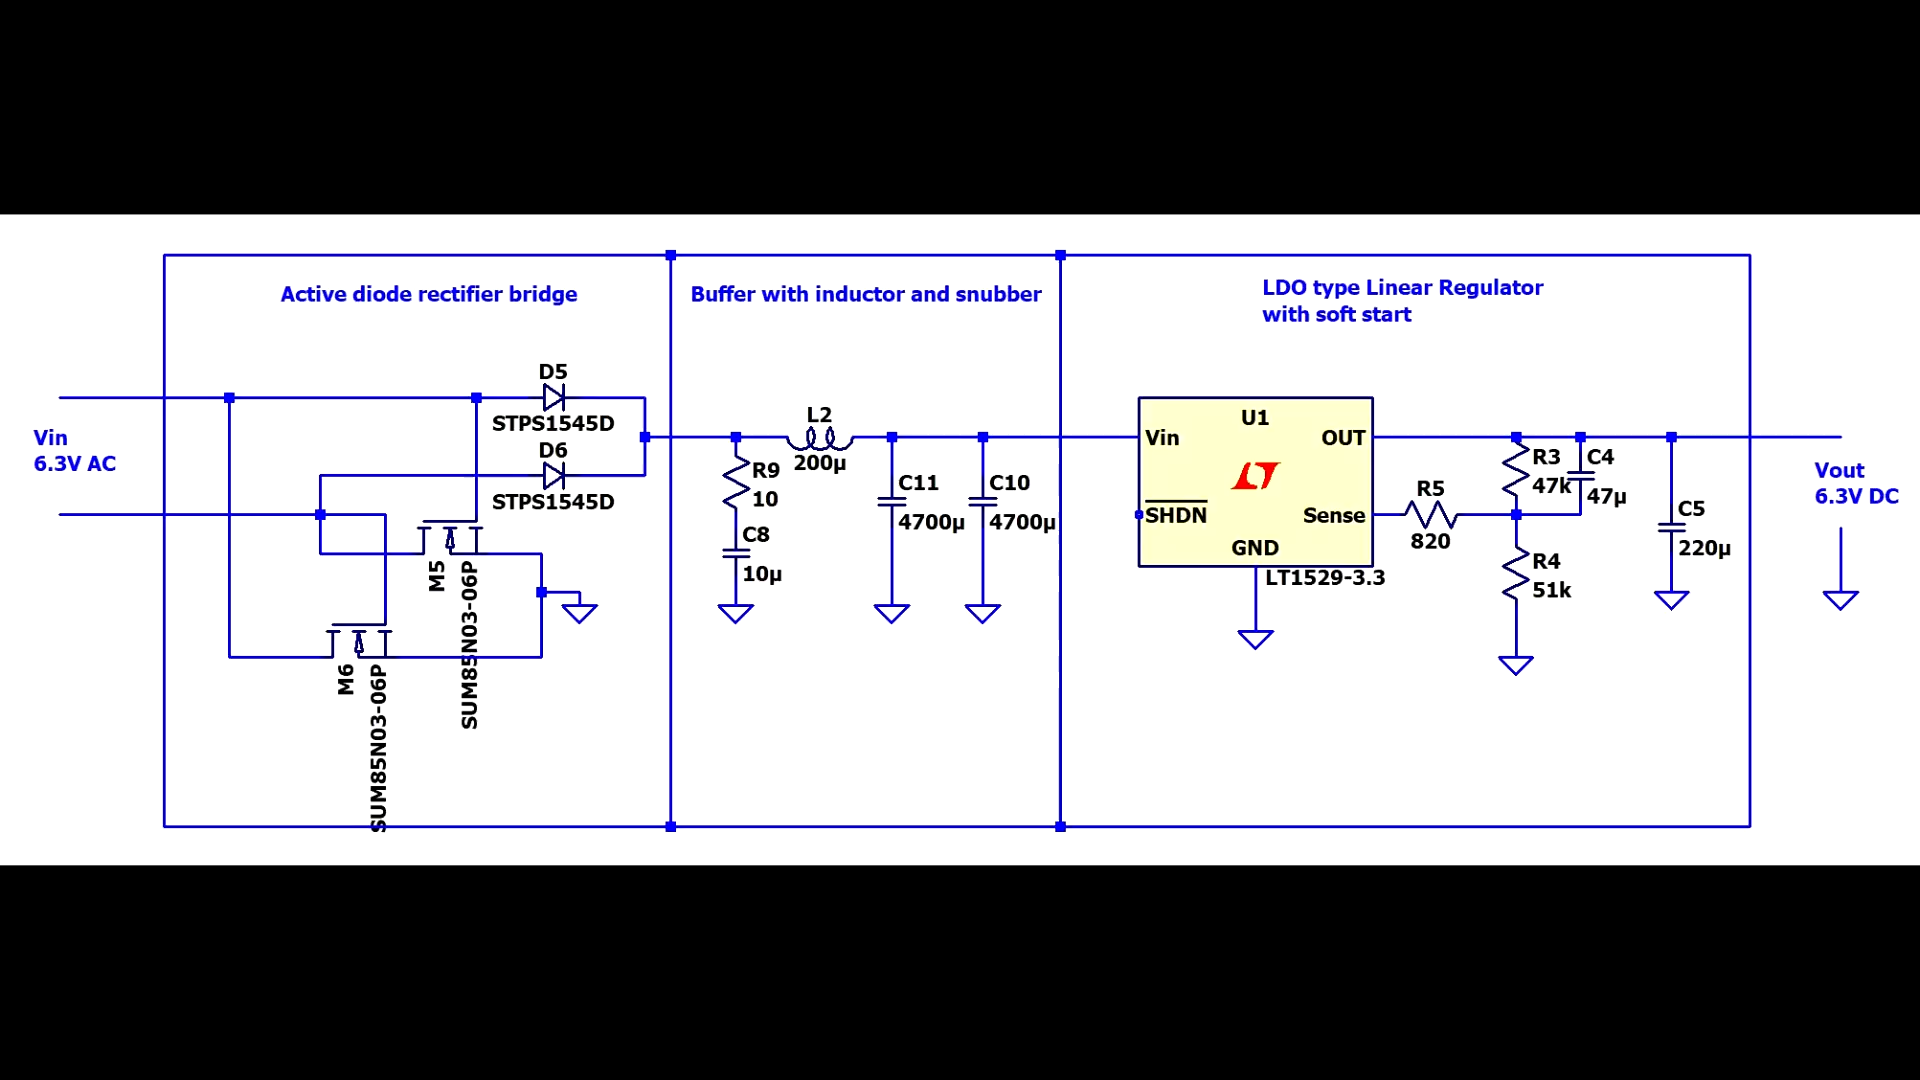 Active diode rectifier bridge
Buffer with inductor and snubber
LDO type Linear Regulator
with soft start
Vin
6.3V AC
D5
STPS1545D
D6
STPS1545D
M5
SUM85N03-06P
M6
SUM85N03-06P
R9
10
C8
10µ
L2
200µ
C11
4700µ
C10
4700µ
U1
Vin
OUT
SHDN
Sense
GND
LT1529-3.3
R5
820
R3
47k
C4
47µ
R4
51k
C5
220µ
Vout
6.3V DC